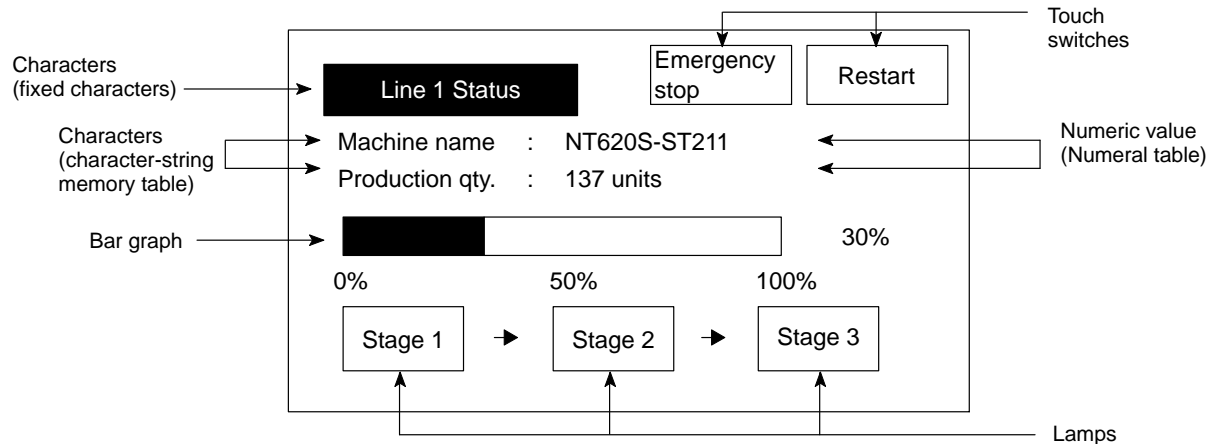 Touch
switches
Characters
(fixed characters)
Line 1 Status
Emergency
stop
Restart
Characters
(character-string
memory table)
Machine name : NT620S-ST211
Production qty. : 137 units
Numeric value
(Numeral table)
Bar graph
30%
0% 50% 100%
Stage 1 Stage 2 Stage 3
Lamps